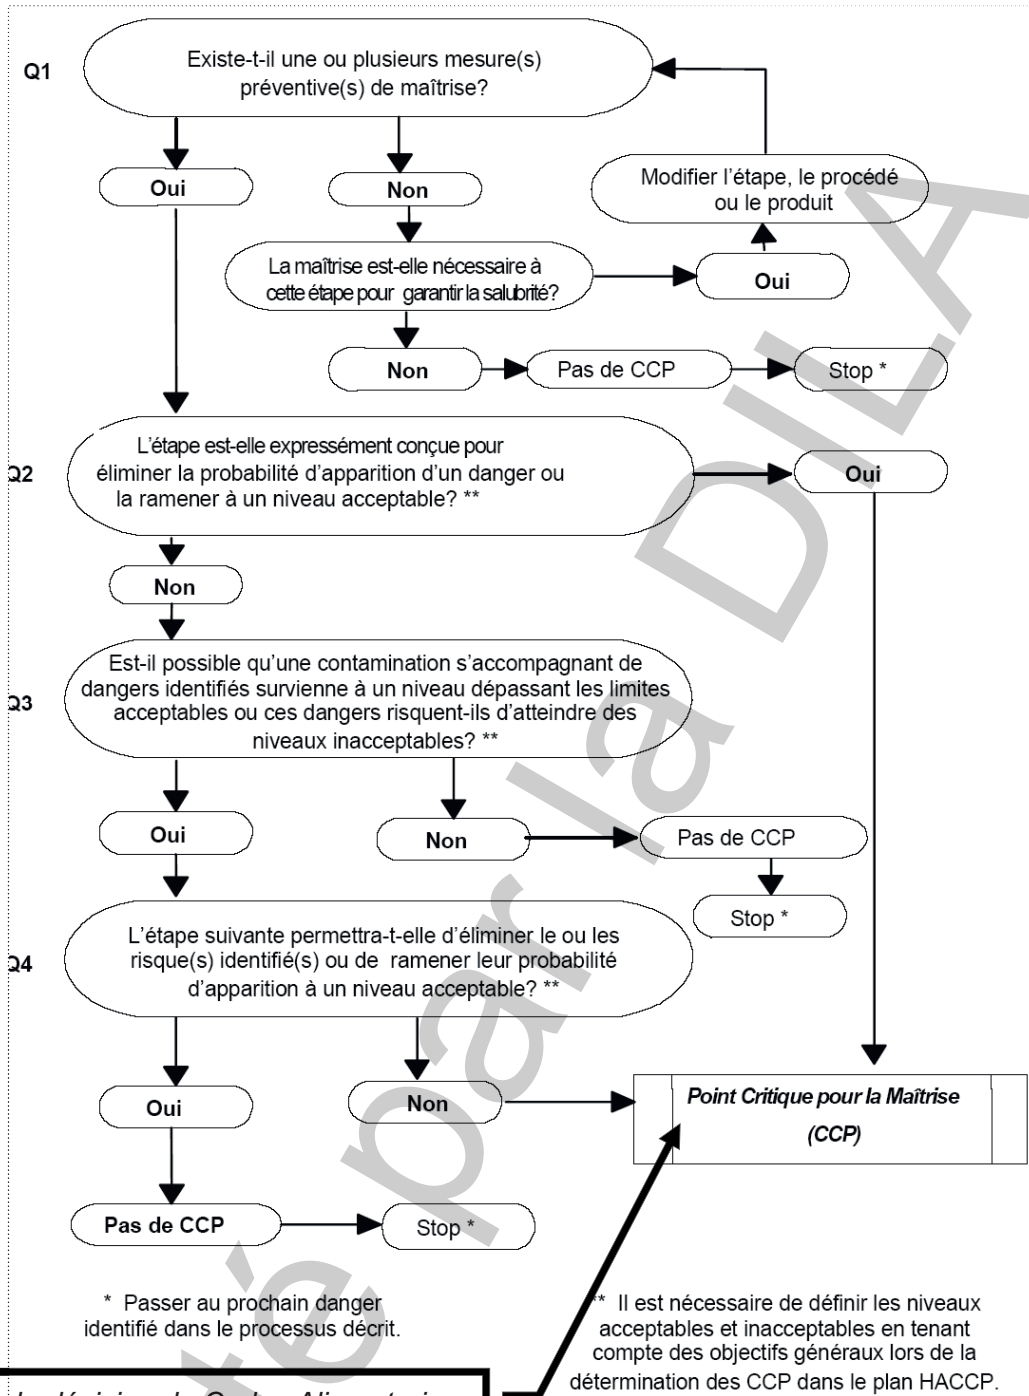 Q1
Existe-t-il une ou plusieurs mesure(s)
préventive(s) de maîtrise?
Oui
Non
Modifier l'étape, le procédé
ou le produit
La maîtrise est-elle nécessaire à
cette étape pour garantir la salubrité?
Oui
Non
Pas de CCP
Stop *
Q2
L'étape est-elle expressément conçue pour
éliminer la probabilité d'apparition d'un danger ou
la ramener à un niveau acceptable? **
Oui
Non
Q3
Est-il possible qu'une contamination s'accompagnant de
dangers identifiés survienne à un niveau dépassant les limites
acceptables ou ces dangers risquent-ils d'atteindre des
niveaux inacceptables? **
Oui
Non
Pas de CCP
Stop *
Q4
L'étape suivante permettra-t-elle d'éliminer le ou les
risque(s) identifié(s) ou de ramener leur probabilité
d'apparition à un niveau acceptable? **
Oui
Non
Point Critique pour la Maîtrise
(CCP)
Pas de CCP
Stop *
* Passer au prochain danger
identifié dans le processus décrit.
** Il est nécessaire de définir les niveaux
acceptables et inacceptables en tenant
compte des objectifs généraux lors de la
détermination des CCP dans le plan HACCP.
té par la DILA